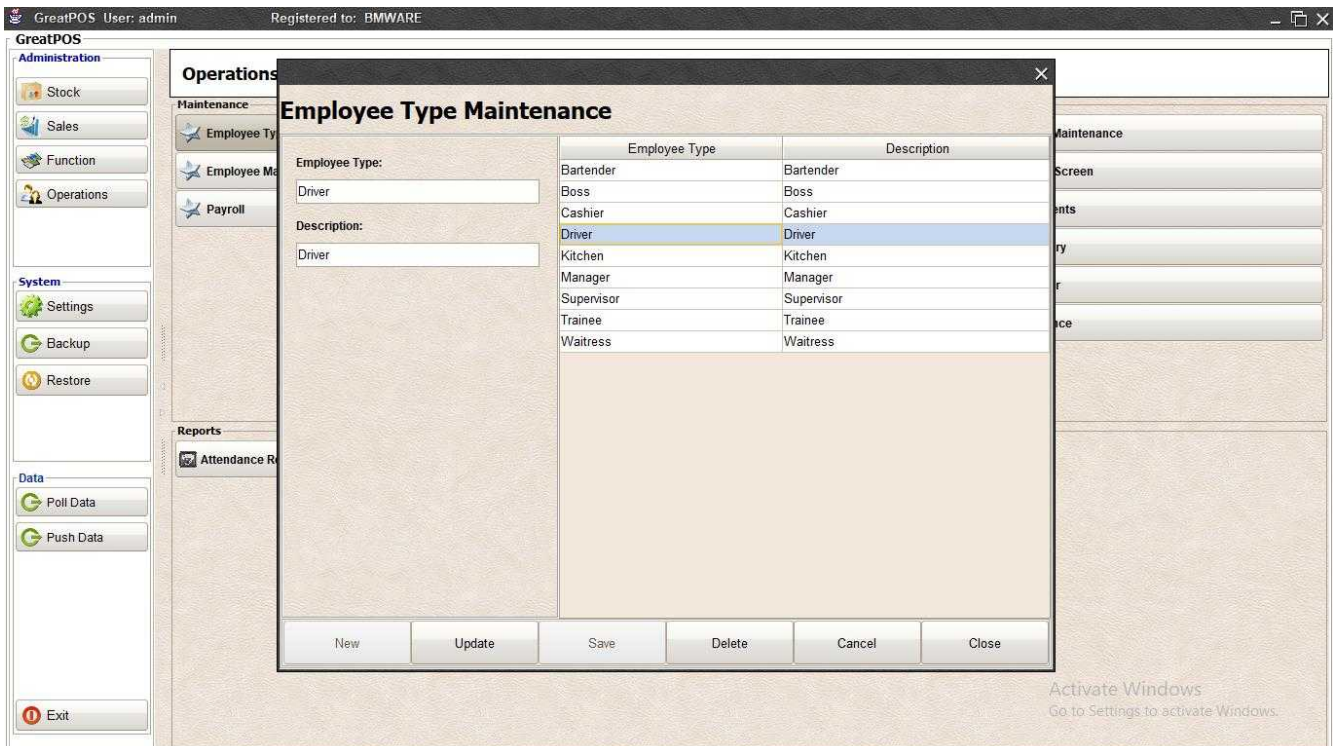 GreatPOS User: admin Registered to: BMWARE
GreatPOS
Administration
Stock
Sales
Function
Operations
System
Settings
Backup
Restore
Data
Poll Data
Push Data
Exit
Operations
Maintenance
Employee Ty
Employee Ma
Payroll
Reports
Attendance Re
Employee Type Maintenance
Employee Type:
Driver
Description:
Driver
Employee Type Description
Bartender Bartender
Boss Boss
Cashier Cashier
Driver Driver
Kitchen Kitchen
Manager Manager
Supervisor Supervisor
Trainee Trainee
Waitress Waitress
New Update Save Delete Cancel Close
Maintenance
Screen
ents
ry
r
ice
Activate Windows
Go to Settings to activate Windows.